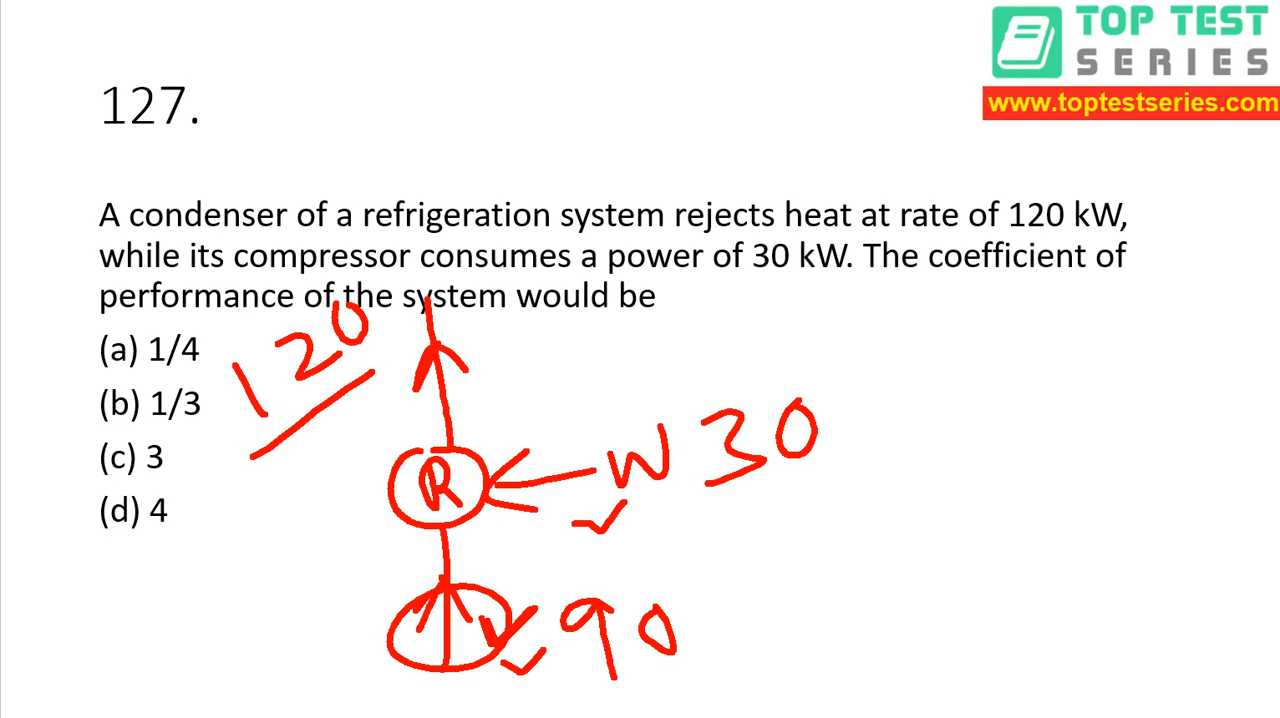 TOP TEST
SERIES
www.toptestseries.com
127.
A condenser of a refrigeration system rejects heat at rate of 120 kW,
while its compressor consumes a power of 30 kW. The coefficient of
performance of the system would be
(a) 1/4
(b) 1/3
(c) 3
(d) 4
120
R
W 30
90